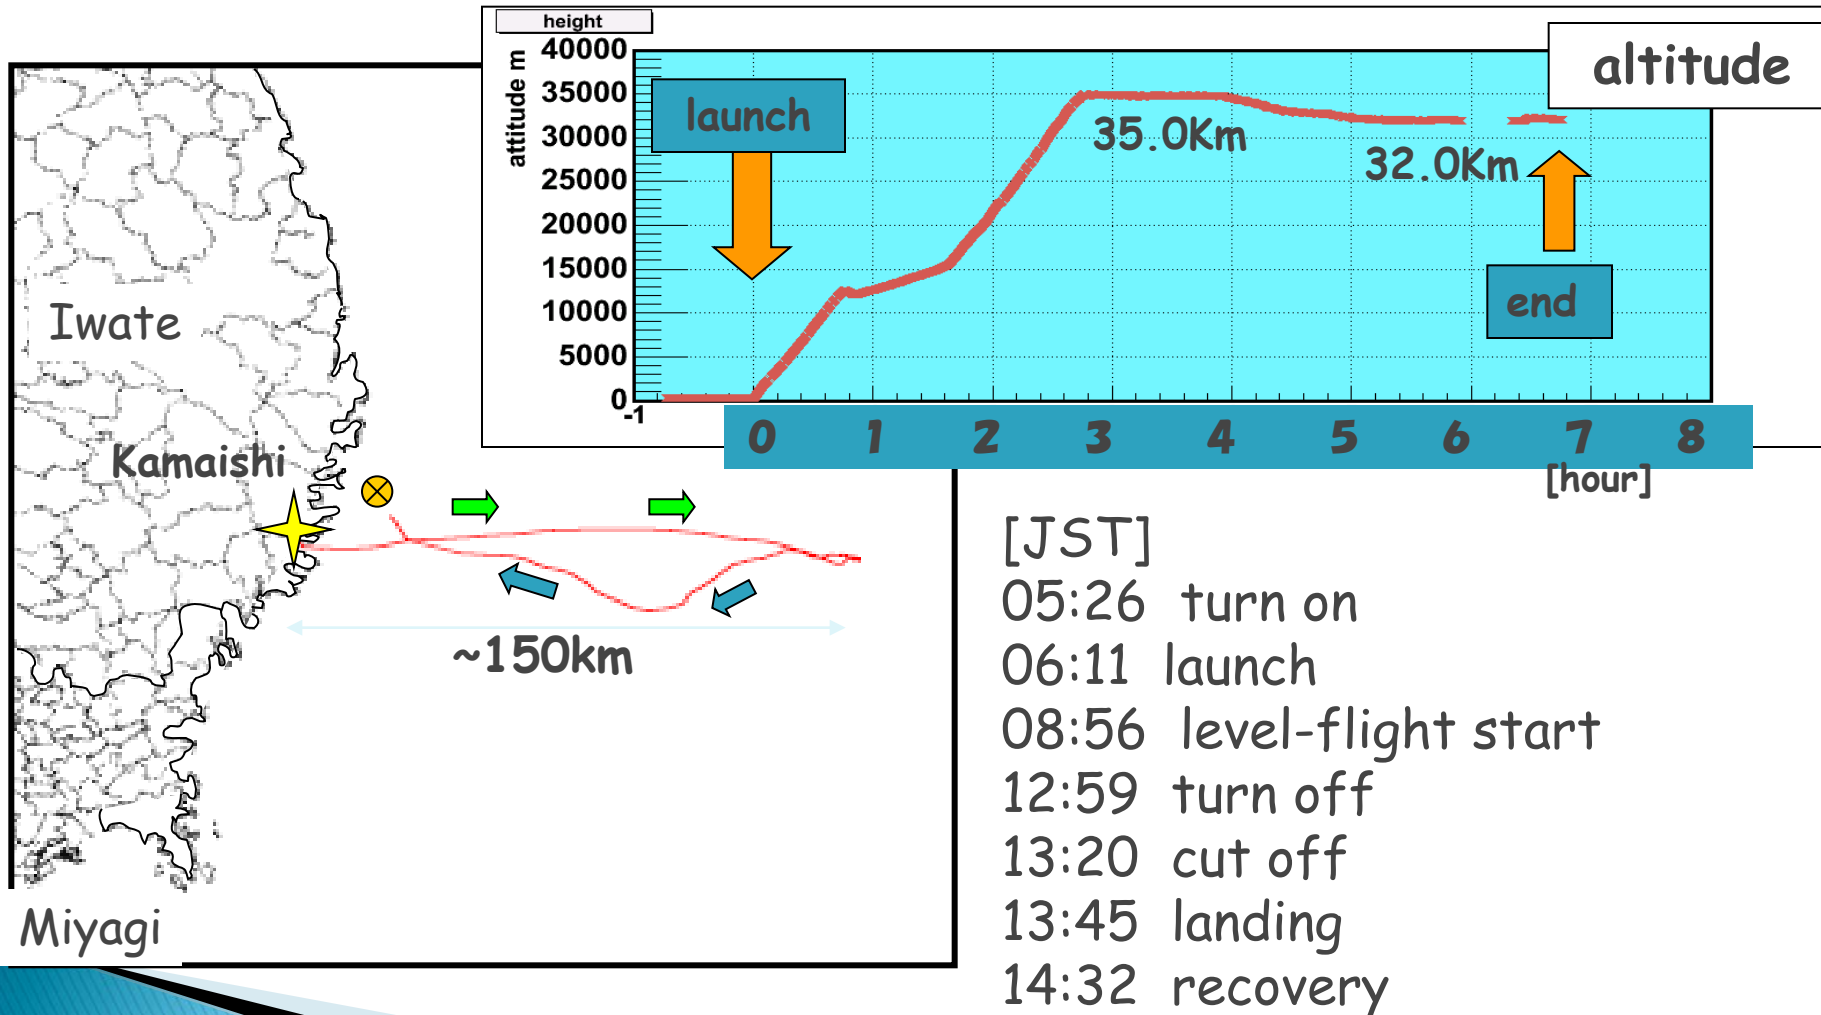 height
altitude
attitude m
40000
35000
30000
25000
20000
15000
10000
5000
0
-1
launch
35.0Km
32.0Km
end
0 1 2 3 4 5 6 7 8
[hour]
Iwate
Kamaishi
~150km
Miyagi
[JST]
05:26 turn on
06:11 launch
08:56 level-flight start
12:59 turn off
13:20 cut off
13:45 landing
14:32 recovery